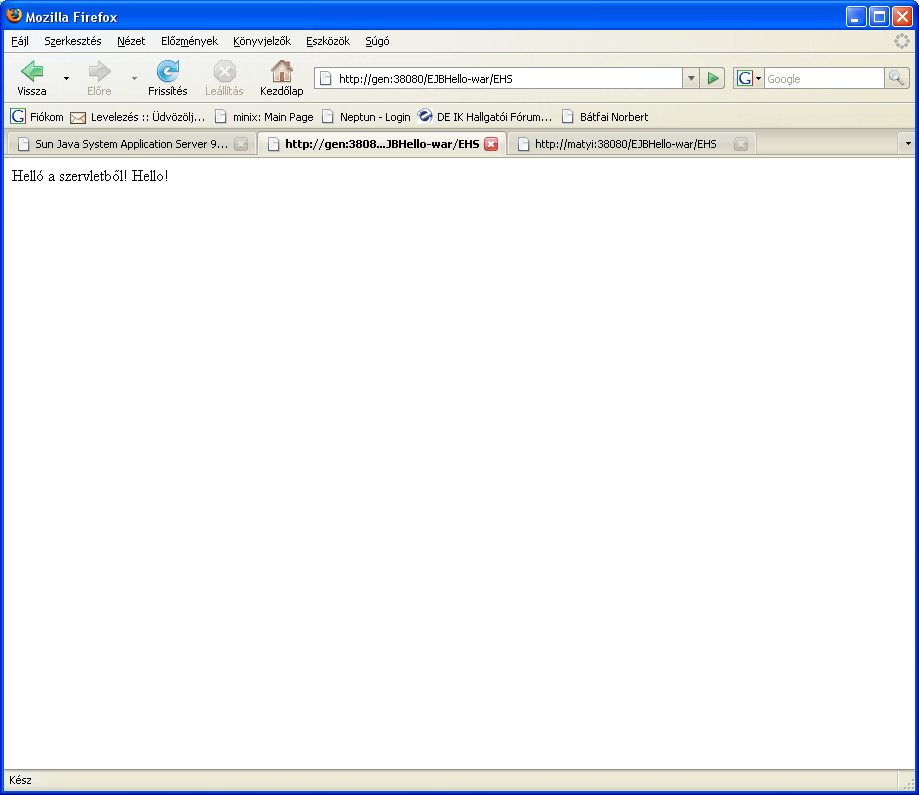 Mozilla Firefox
Fájl Szerkesztés Nézet Előzmények Könyvjelzők Eszközök Súgó
http://gen:38080/EJBHello-war/EHS Google
Vissza Előre Frissítés Leállítás Kezdőlap
Fiókom Levelezés :: Üdvözölj... minix: Main Page Neptun - Login DE IK Hallgatói Fórum... Bátfai Norbert
Sun Java System Application Server 9... http://gen:3808...JBHello-war/EHS http://matyi:38080/EJBHello-war/EHS
Helló a szervletből! Hello!
Kész